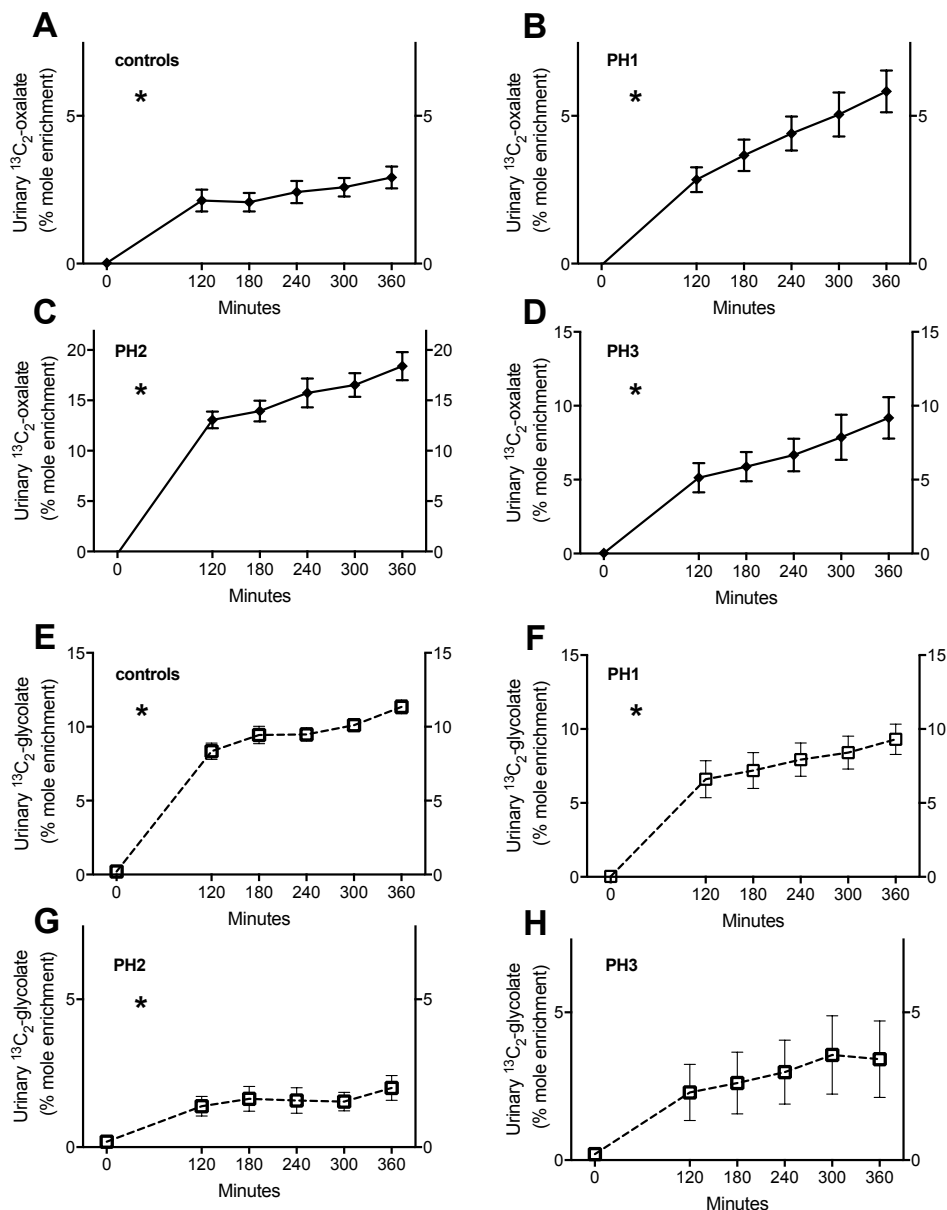 A
controls
*
Urinary ¹³C₂-oxalate
(% mole enrichment)
5
0
5
0
0 120 180 240 300 360
Minutes
B
PH1
*
Urinary ¹³C₂-oxalate
(% mole enrichment)
5
0
5
0
0 120 180 240 300 360
Minutes
C
PH2
*
Urinary ¹³C₂-oxalate
(% mole enrichment)
20
15
10
5
0
20
15
10
5
0
0 120 180 240 300 360
Minutes
D
PH3
*
Urinary ¹³C₂-oxalate
(% mole enrichment)
15
10
5
0
15
10
5
0
0 120 180 240 300 360
Minutes
E
controls
*
Urinary ¹³C₂-glycolate
(% mole enrichment)
15
10
5
0
15
10
5
0
0 120 180 240 300 360
Minutes
F
PH1
*
Urinary ¹³C₂-glycolate
(% mole enrichment)
15
10
5
0
15
10
5
0
0 120 180 240 300 360
Minutes
G
PH2
*
Urinary ¹³C₂-glycolate
(% mole enrichment)
5
0
5
0
0 120 180 240 300 360
Minutes
H
PH3
Urinary ¹³C₂-glycolate
(% mole enrichment)
5
0
5
0
0 120 180 240 300 360
Minutes